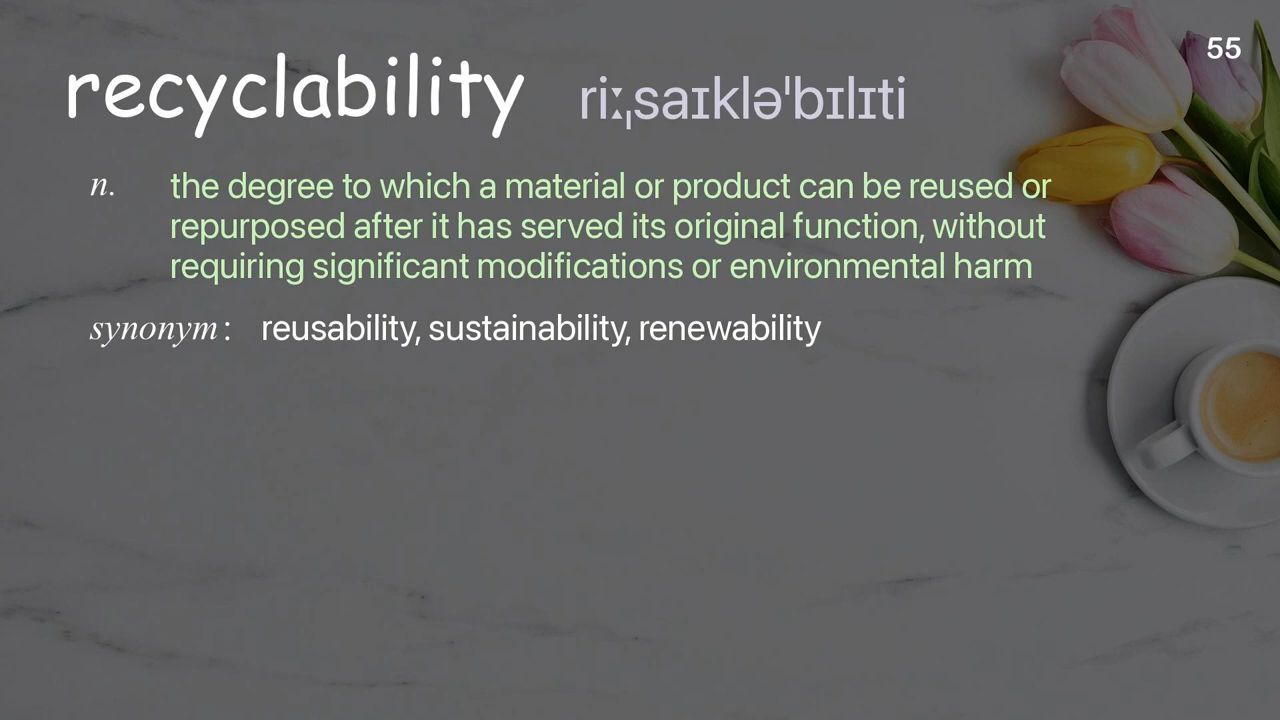 55
recyclability riːˌsaɪkləˈbɪlɪti
n. the degree to which a material or product can be reused or
repurposed after it has served its original function, without
requiring significant modifications or environmental harm
synonym: reusability, sustainability, renewability